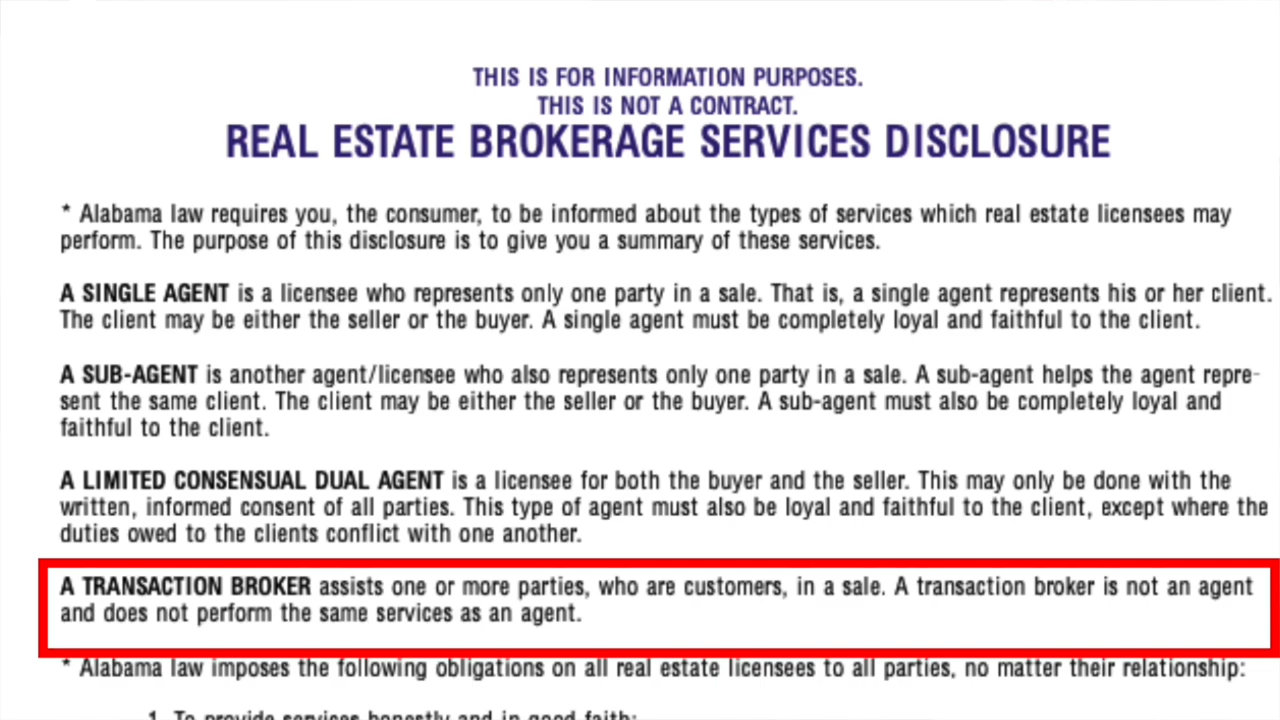 THIS IS FOR INFORMATION PURPOSES.
THIS IS NOT A CONTRACT.
REAL ESTATE BROKERAGE SERVICES DISCLOSURE
* Alabama law requires you, the consumer, to be informed about the types of services which real estate licensees may
perform. The purpose of this disclosure is to give you a summary of these services.
A SINGLE AGENT is a licensee who represents only one party in a sale. That is, a single agent represents his or her client.
The client may be either the seller or the buyer. A single agent must be completely loyal and faithful to the client.
A SUB-AGENT is another agent/licensee who also represents only one party in a sale. A sub-agent helps the agent repre-
sent the same client. The client may be either the seller or the buyer. A sub-agent must also be completely loyal and
faithful to the client.
A LIMITED CONSENSUAL DUAL AGENT is a licensee for both the buyer and the seller. This may only be done with the
written, informed consent of all parties. This type of agent must also be loyal and faithful to the client, except where the
duties owed to the clients conflict with one another.
A TRANSACTION BROKER assists one or more parties, who are customers, in a sale. A transaction broker is not an agent
and does not perform the same services as an agent.
* Alabama law imposes the following obligations on all real estate licensees to all parties, no matter their relationship:
1. To provide services honestly and in good faith;